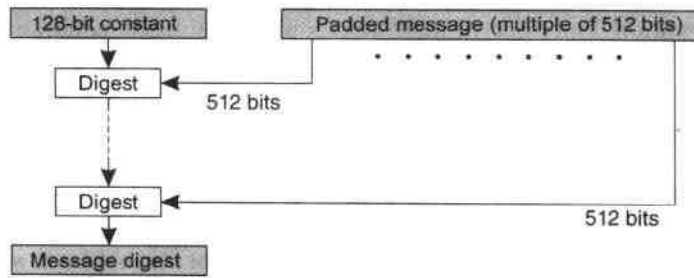 128-bit constant
Padded message (multiple of 512 bits)
Digest
512 bits
Digest
512 bits
Message digest